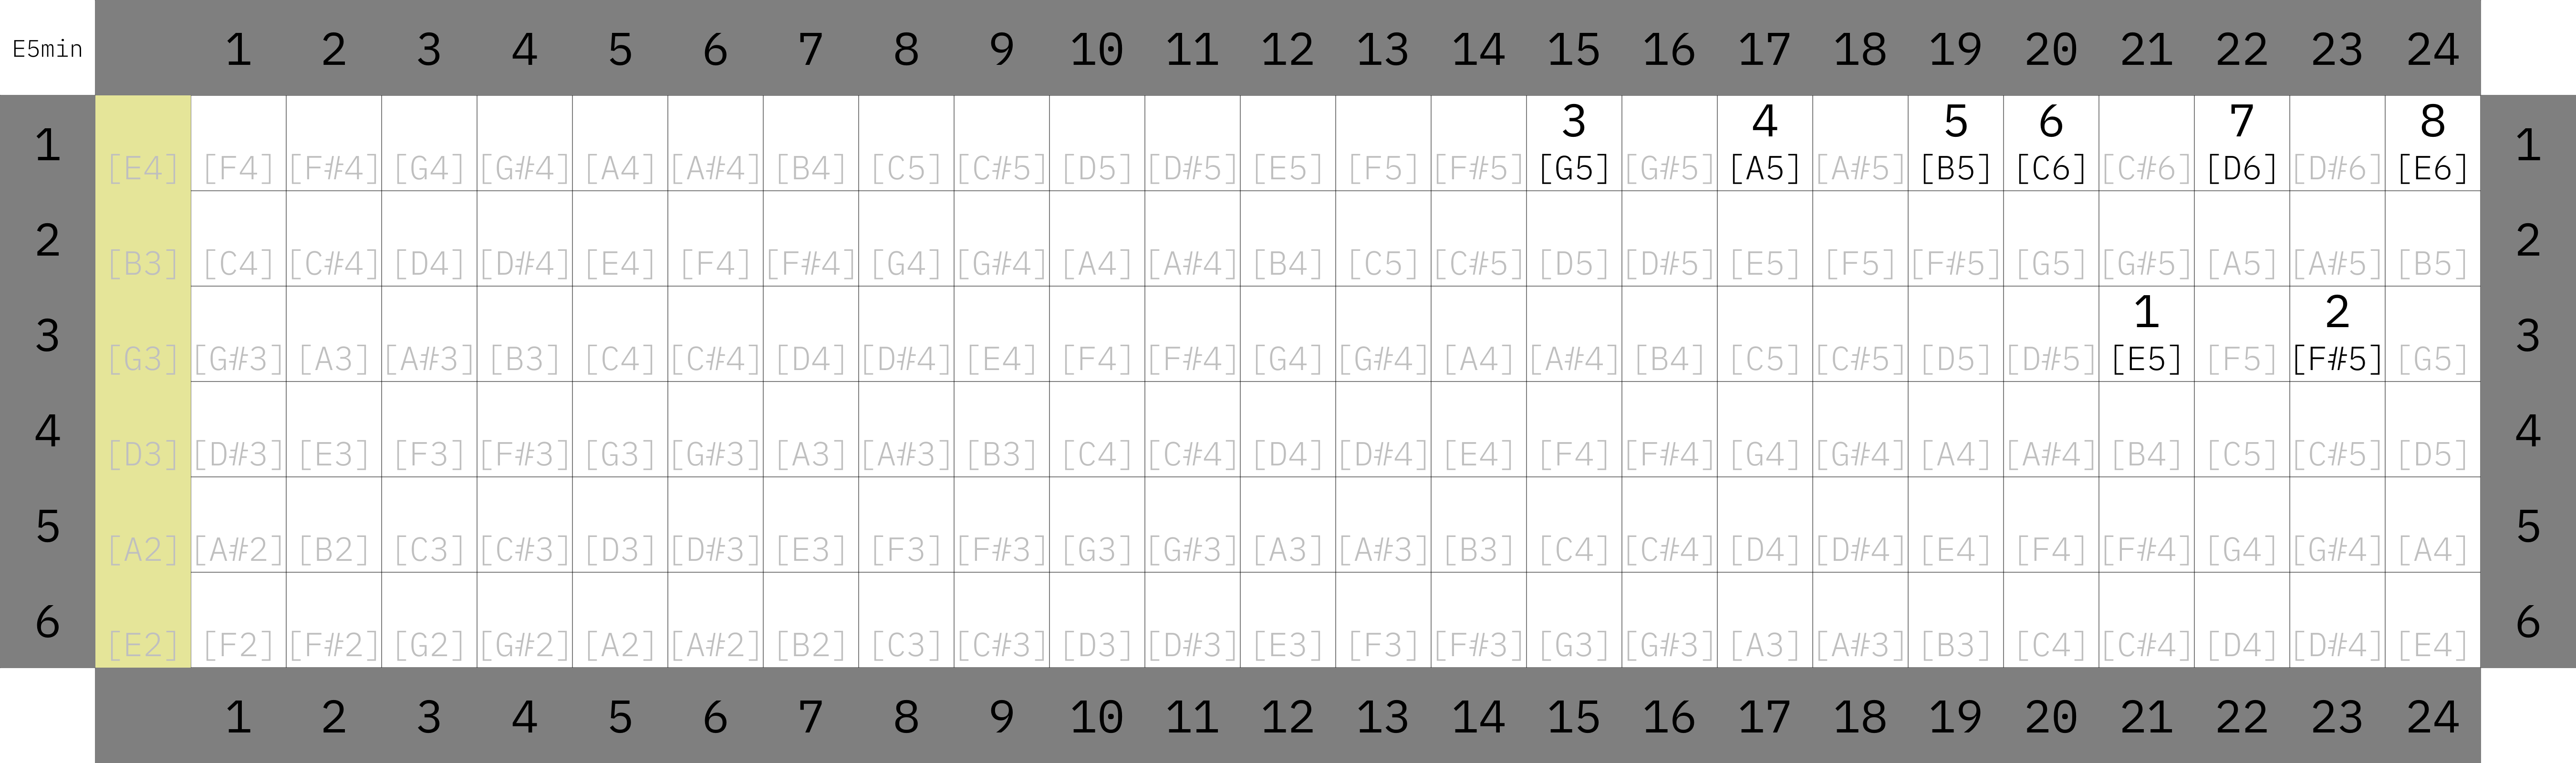 E5min 1 2 3 4 5 6 7 8 9 10 11 12 13 14 15 16 17 18 19 20 21 22 23 24
3 4 5 6 7 8
1 1
[E4] [F4] [F#4] [G4] [G#4] [A4] [A#4] [B4] [C5] [C#5] [D5] [D#5] [E5] [F5] [F#5] [G5] [G#5] [A5] [A#5] [B5] [C6] [C#6] [D6] [D#6] [E6]
2 2
[B3] [C4] [C#4] [D4] [D#4] [E4] [F4] [F#4] [G4] [G#4] [A4] [A#4] [B4] [C5] [C#5] [D5] [D#5] [E5] [F5] [F#5] [G5] [G#5] [A5] [A#5] [B5]
1 2
3 3
[G3] [G#3] [A3] [A#3] [B3] [C4] [C#4] [D4] [D#4] [E4] [F4] [F#4] [G4] [G#4] [A4] [A#4] [B4] [C5] [C#5] [D5] [D#5] [E5] [F5] [F#5] [G5]
4 4
[D3] [D#3] [E3] [F3] [F#3] [G3] [G#3] [A3] [A#3] [B3] [C4] [C#4] [D4] [D#4] [E4] [F4] [F#4] [G4] [G#4] [A4] [A#4] [B4] [C5] [C#5] [D5]
5 5
[A2] [A#2] [B2] [C3] [C#3] [D3] [D#3] [E3] [F3] [F#3] [G3] [G#3] [A3] [A#3] [B3] [C4] [C#4] [D4] [D#4] [E4] [F4] [F#4] [G4] [G#4] [A4]
6 6
[E2] [F2] [F#2] [G2] [G#2] [A2] [A#2] [B2] [C3] [C#3] [D3] [D#3] [E3] [F3] [F#3] [G3] [G#3] [A3] [A#3] [B3] [C4] [C#4] [D4] [D#4] [E4]
1 2 3 4 5 6 7 8 9 10 11 12 13 14 15 16 17 18 19 20 21 22 23 24